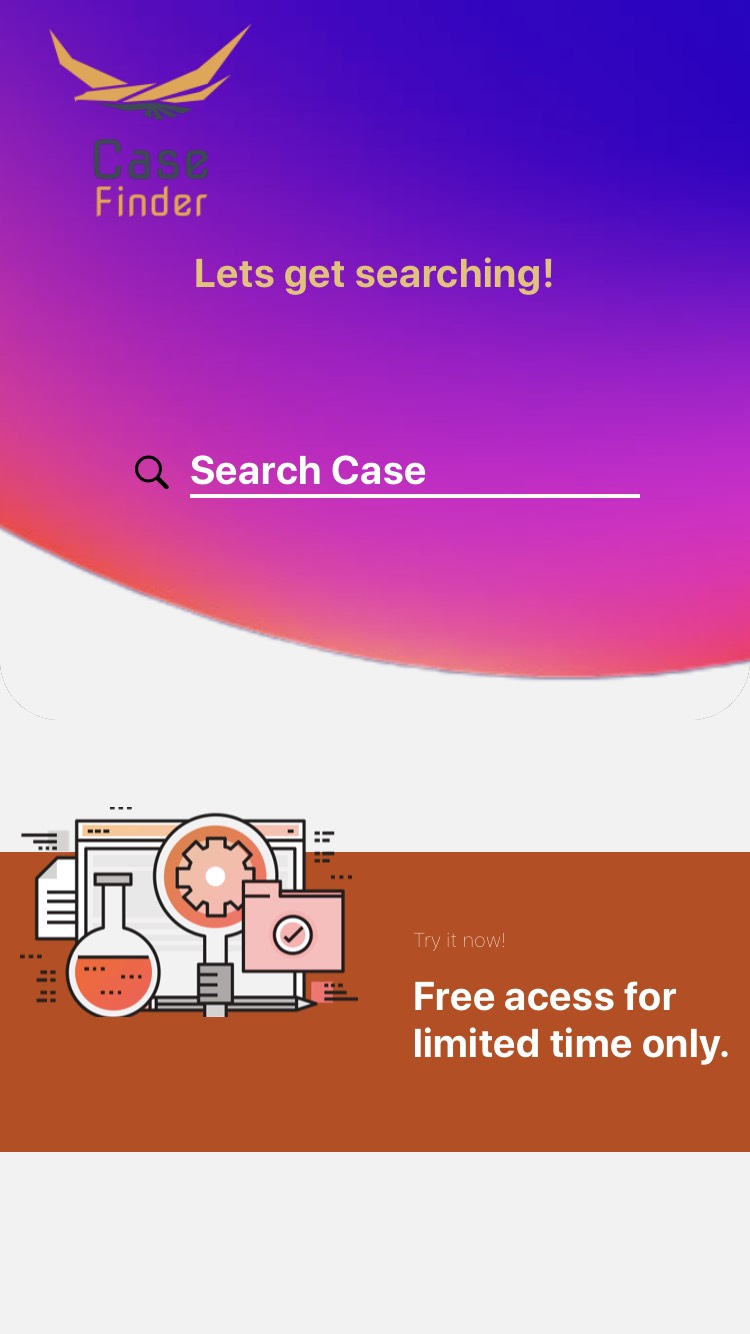 Case
Finder
Lets get searching!
Search Case
Try it now!
Free acess for
limited time only.